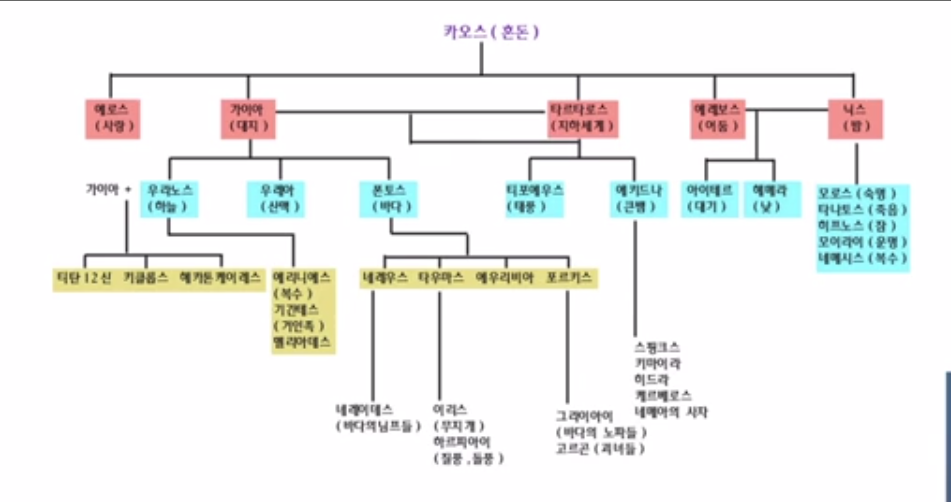 카오스 ( 혼돈 )
에로스
( 사랑 )
가이아
( 대지 )
타르타로스
( 지하세계 )
에레보스
( 어둠 )
닉스
( 밤 )
가이아 +
우라노스
( 하늘 )
우레아
( 산맥 )
폰토스
( 바다 )
티포에우스
( 태풍 )
에키드나
( 큰뱀 )
아이테르
( 대기 )
헤메라
( 낮 )
모로스 ( 숙명 )
타나토스 ( 죽음 )
히프노스 ( 잠 )
모이라이 ( 운명 )
네메시스 ( 복수 )
티탄 12신 키클롭스 헤카톤케이레스
에리니에스
( 복수 )
기간테스
( 거인족 )
멜리아데스
네레우스 타우마스 에우리비아 포르키스
스핑크스
키마이라
히드라
케르베로스
네메아의 사자
네레이데스
( 바다의님프들 )
이리스
( 무지개 )
하르피아이
( 질풍 , 돌풍 )
그라이아이
( 바다의 노파들 )
고르곤 ( 괴녀들 )